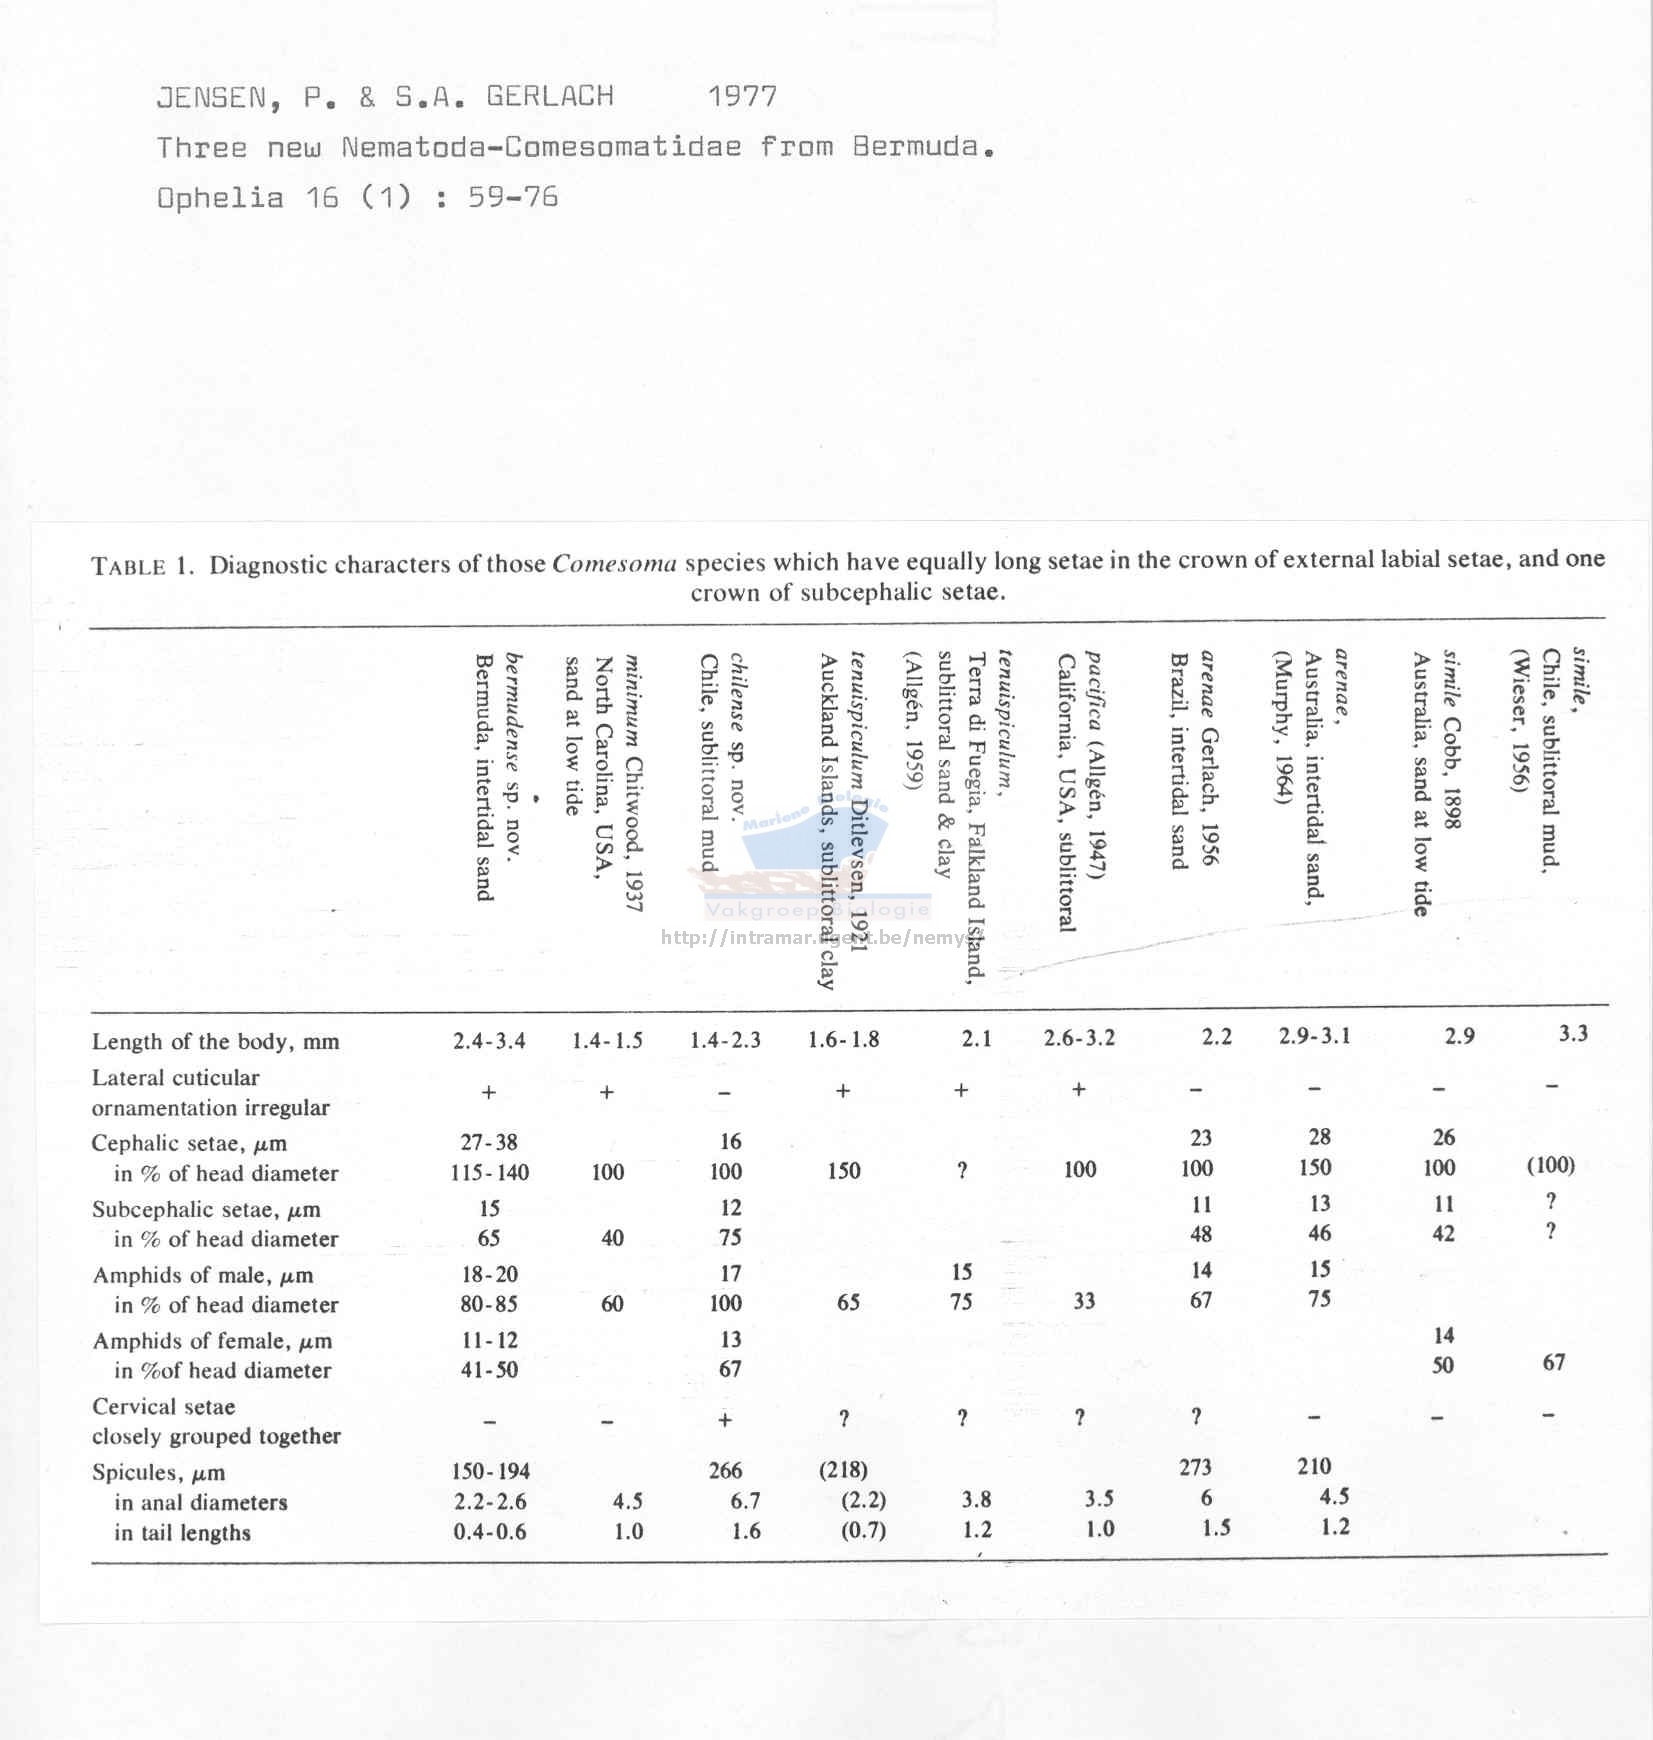 JENSEN, P. & S.A. GERLACH 1977
Three new Nematoda-Comesomatidae from Bermuda.
Ophelia 16 (1) : 59-76
TABLE 1. Diagnostic characters of those Comesoma species which have equally long setae in the crown of external labial setae, and one
crown of subcephalic setae.
bermudense sp. nov.
Bermuda, intertidal sand
minimum Chitwood, 1937
North Carolina, USA,
sand at low tide
chilense sp. nov.
Chile, sublittoral mud
tenuispiculum Ditlevsen, 1921
Auckland Islands, sublittoral clay
tenuispiculum,
Terra di Fuegia, Falkland Island,
sublittoral sand & clay
(Allgén, 1959)
pacifica (Allgén, 1947)
California, USA, sublittoral
arenae Gerlach, 1956
Brazil, intertidal sand
arenae,
Australia, intertidal sand,
(Murphy, 1964)
simile Cobb, 1898
Australia, sand at low tide
simile,
Chile, sublittoral mud,
(Wieser, 1956)
Mariene Biologie
Vakgroep Biologie
http://intramar.ugent.be/nemys
Length of the body, mm 2.4-3.4 1.4-1.5 1.4-2.3 1.6-1.8 2.1 2.6-3.2 2.2 2.9-3.1 2.9 3.3
Lateral cuticular
ornamentation irregular + + – + + + – – – –
Cephalic setae, μm 27-38 16 23 28 26
in % of head diameter 115-140 100 100 150 ? 100 100 150 100 (100)
Subcephalic setae, μm 15 12 11 13 11 ?
in % of head diameter 65 40 75 48 46 42 ?
Amphids of male, μm 18-20 17 15 14 15
in % of head diameter 80-85 60 100 65 75 33 67 75
Amphids of female, μm 11-12 13 14
in %of head diameter 41-50 67 50 67
Cervical setae
closely grouped together – – + ? ? ? ? – – –
Spicules, μm 150-194 266 (218) 273 210
in anal diameters 2.2-2.6 4.5 6.7 (2.2) 3.8 3.5 6 4.5
in tail lengths 0.4-0.6 1.0 1.6 (0.7) 1.2 1.0 1.5 1.2